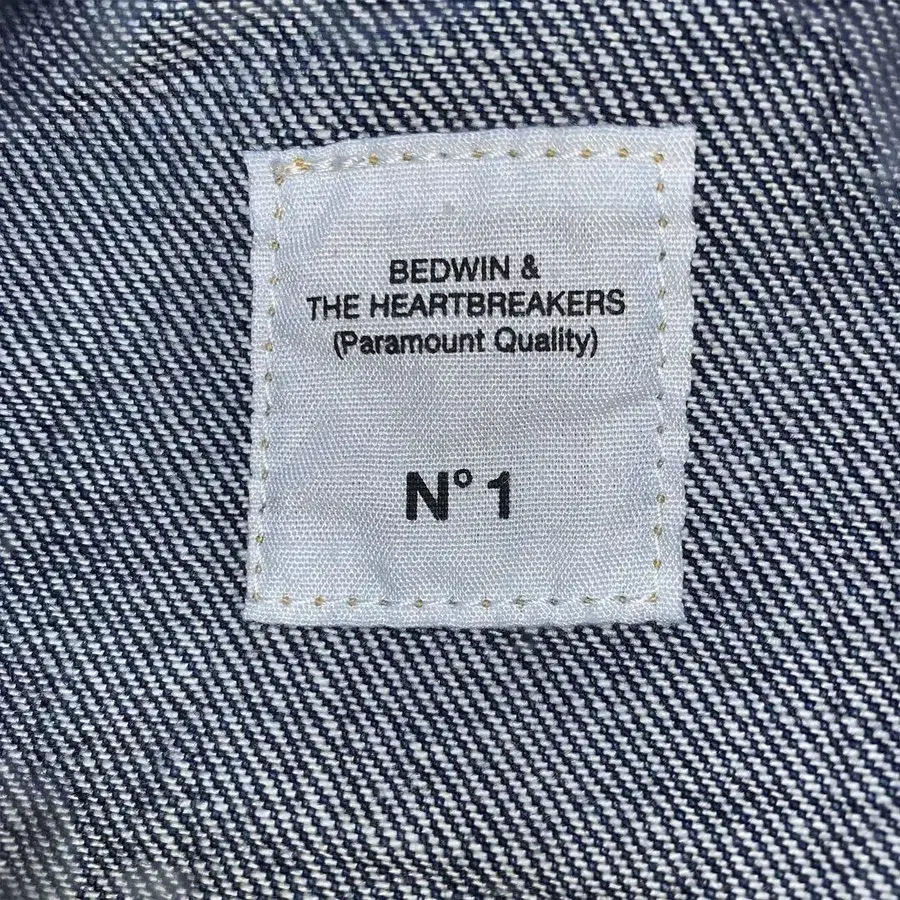 BEDWIN &
THE HEARTBREAKERS
(Paramount Quality)
N° 1